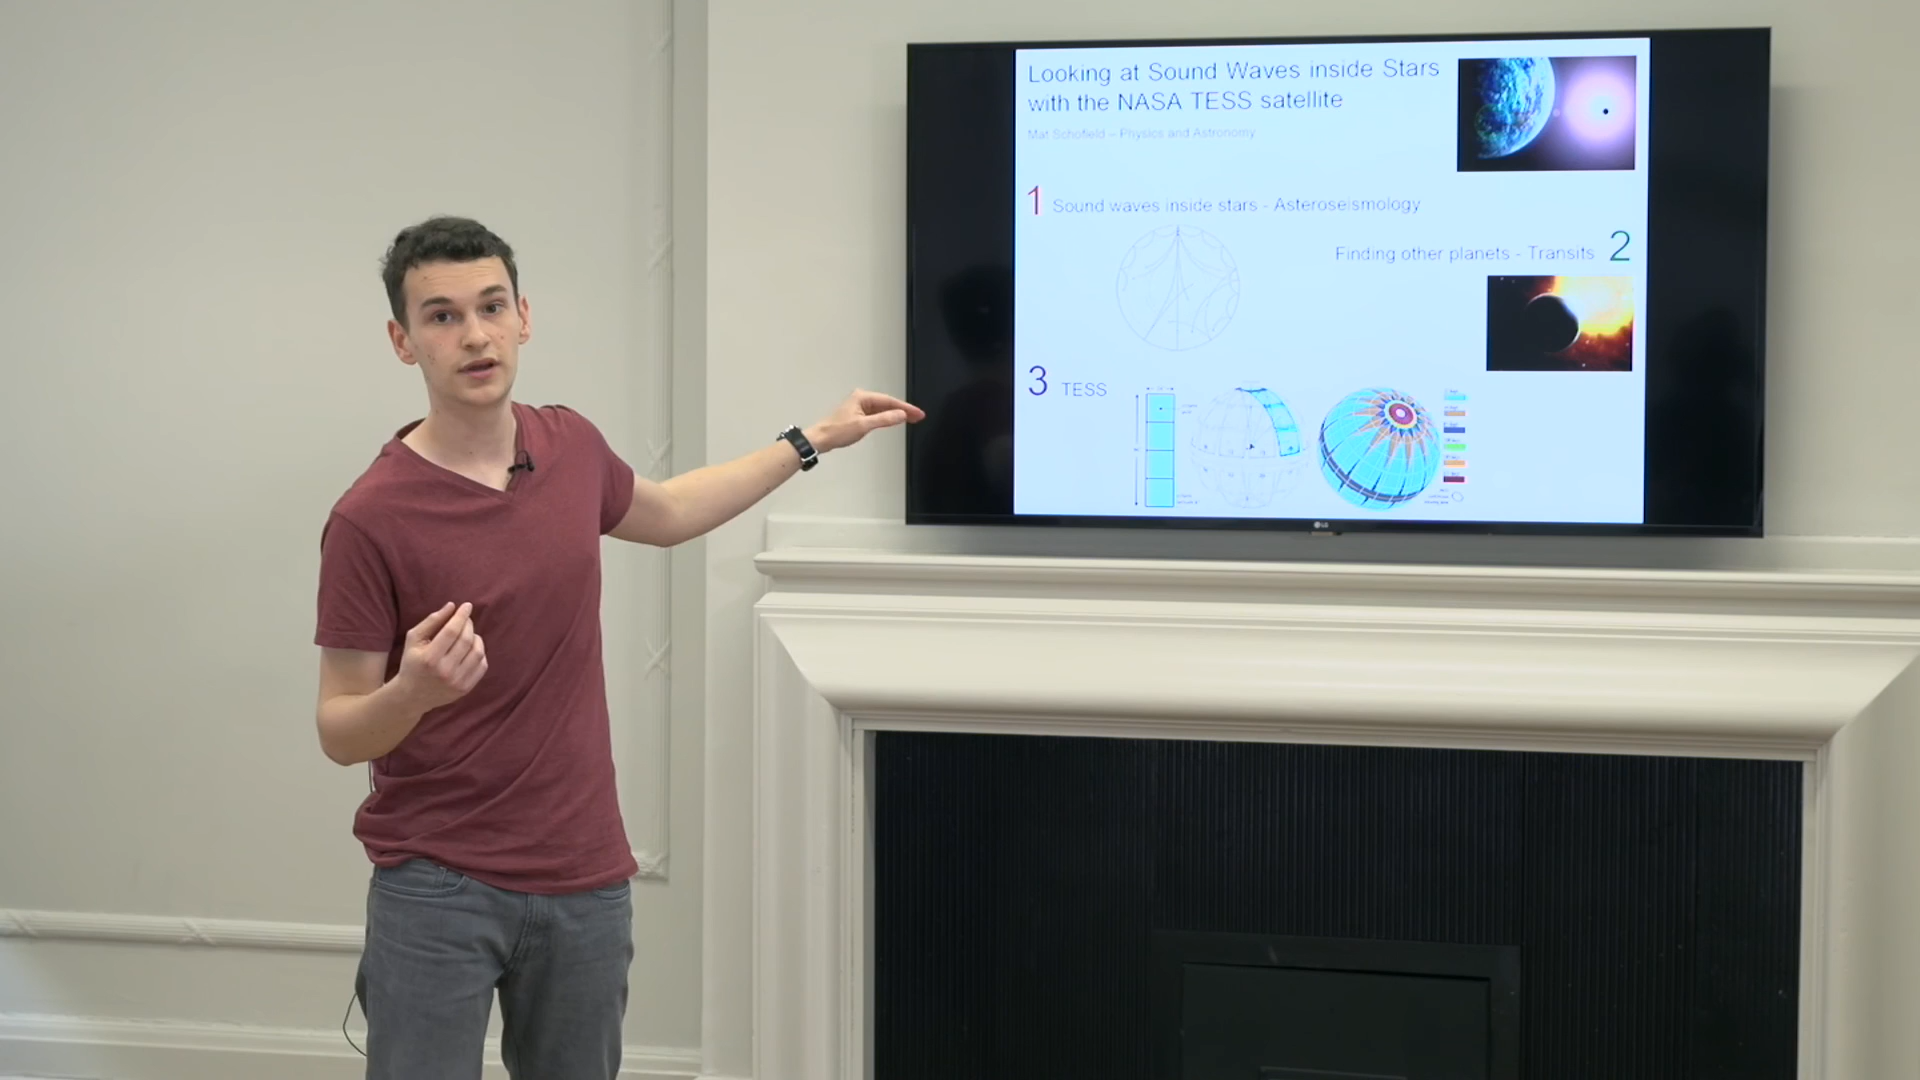 Looking at Sound Waves inside Stars
with the NASA TESS satellite
Mat Schofield – Physics and Astronomy
1 Sound waves inside stars - Asteroseismology
Finding other planets - Transits 2
3 TESS
LG